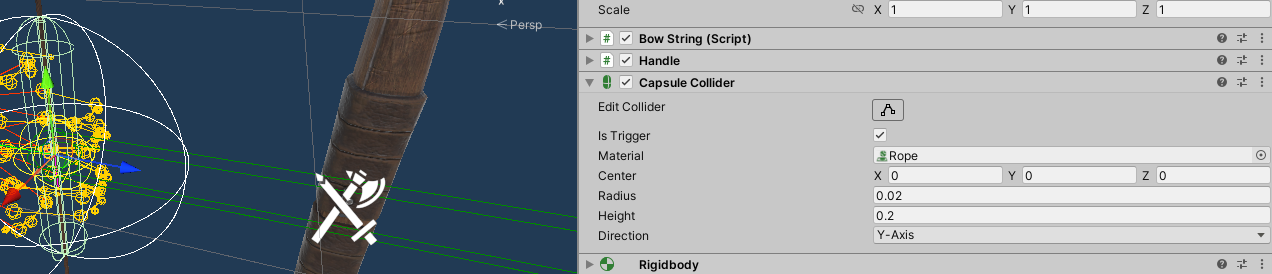 x
Persp
Scale X 1 Y 1 Z 1
Bow String (Script)
Handle
Capsule Collider
Edit Collider
Is Trigger
Material Rope
Center X 0 Y 0 Z 0
Radius 0.02
Height 0.2
Direction Y-Axis
Rigidbody